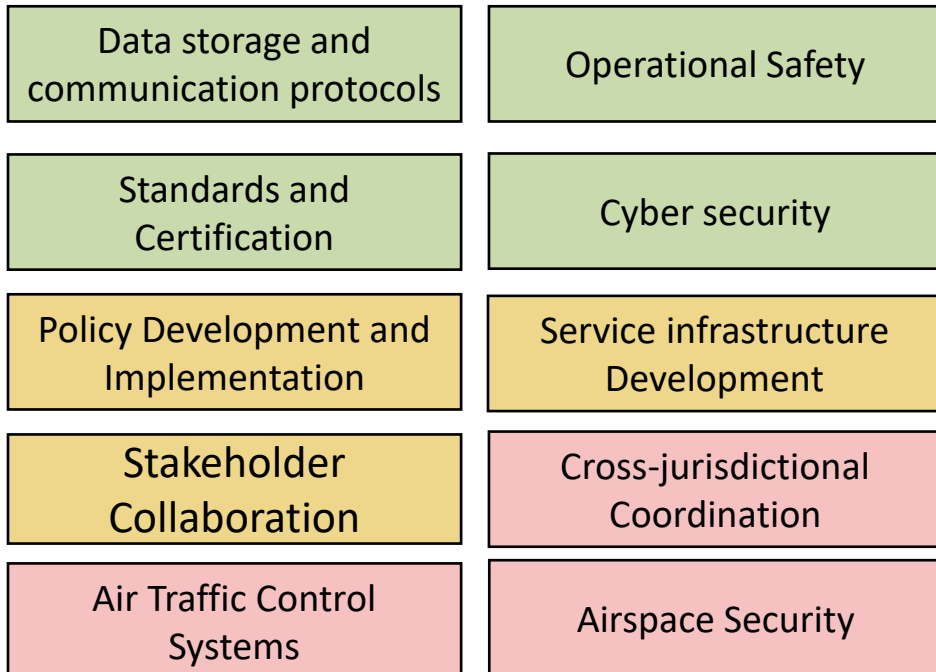 Data storage and
communication protocols
Operational Safety
Standards and
Certification
Cyber security
Policy Development and
Implementation
Service infrastructure
Development
Stakeholder
Collaboration
Cross-jurisdictional
Coordination
Air Traffic Control
Systems
Airspace Security